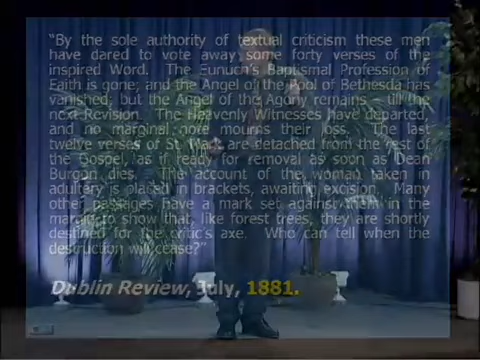 “By the sole authority of textual criticism these men
have dared to vote away some forty verses of the
inspired Word. The Eunuch's Baptismal Profession of
Faith is gone; and the Angel of the Pool of Bethesda has
vanished; but the Angel of the Agony remains – till the
next Revision. The Heavenly Witnesses have departed,
and no marginal note mourns their loss. The last
twelve verses of St. Mark are detached from the rest of
the Gospel, as if ready for removal as soon as Dean
Burgon dies. The account of the woman taken in
adultary is placed in brackets, awaiting excision. Many
other passages have a mark set against them in the
margin to show that, like forest trees, they are shortly
destined for the critic's axe. Who can tell when the
destruction will cease?”
Dublin Review, July, 1881.